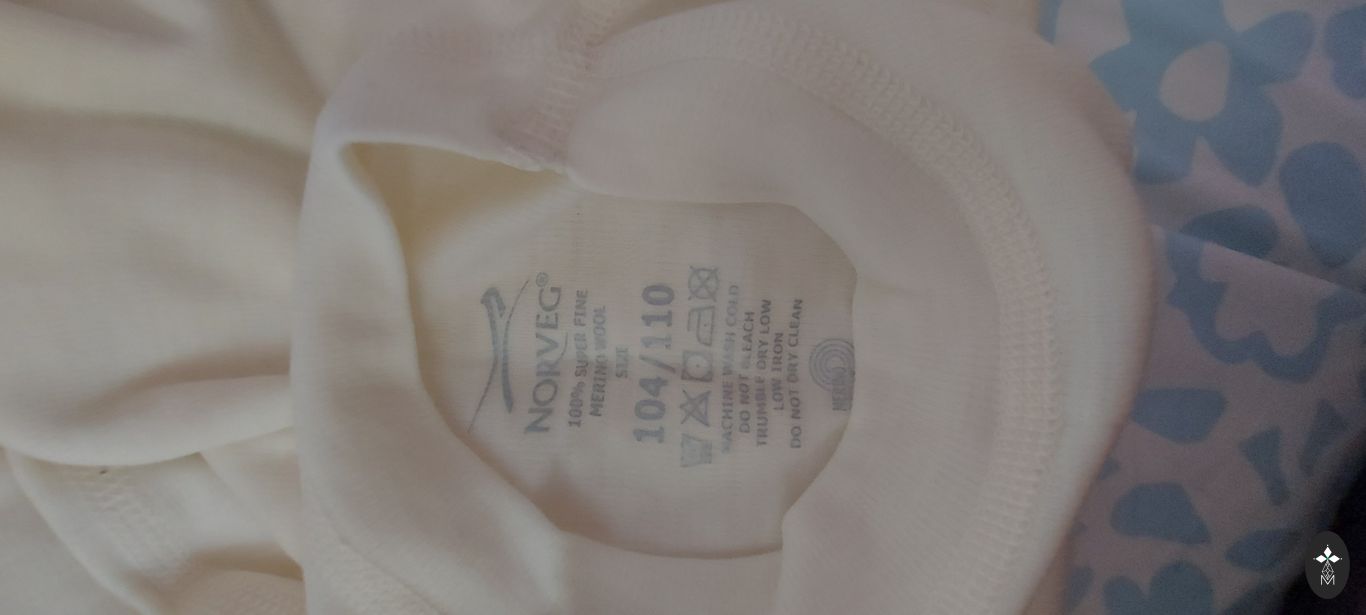 NORVEG®
100% SUPER FINE
MERINO WOOL
SIZE
104/110
MACHINE WASH COLD
DO NOT BLEACH
TRUMBLE DRY LOW
LOW IRON
DO NOT DRY CLEAN
MERINO
M